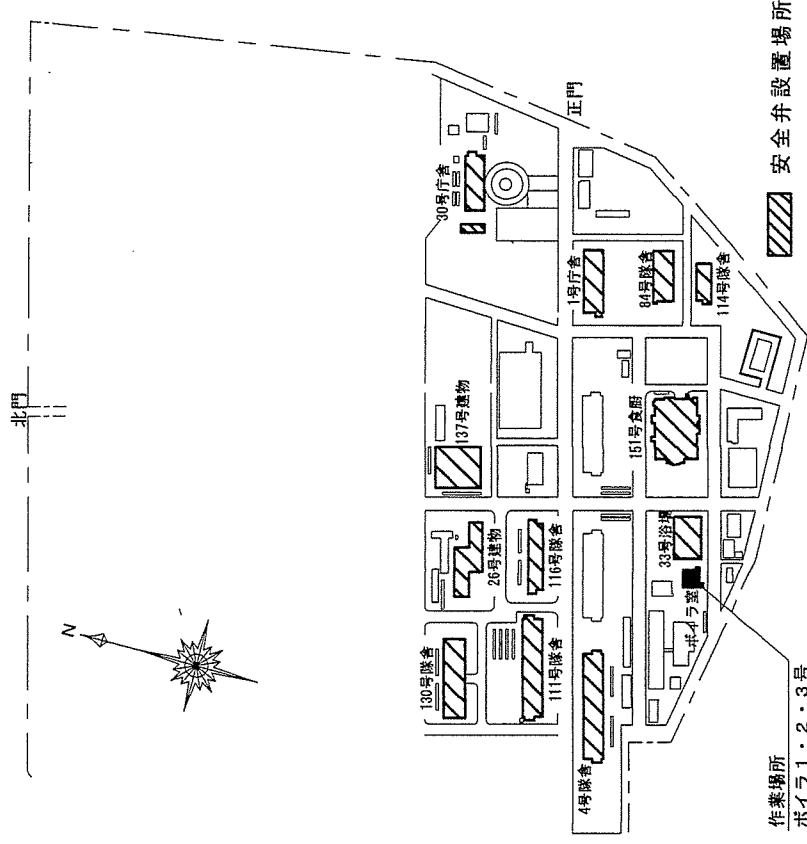 北門
N
30号庁舎
正門
137号建物
1号庁舎
84号隊舎
114号隊舎
26号建物
116号隊舎
151号食厨
130号隊舎
111号隊舎
33号浴場
ボイラ室
4号隊舎
安全弁設置場所
作業場所
ボイラ1・2・3号